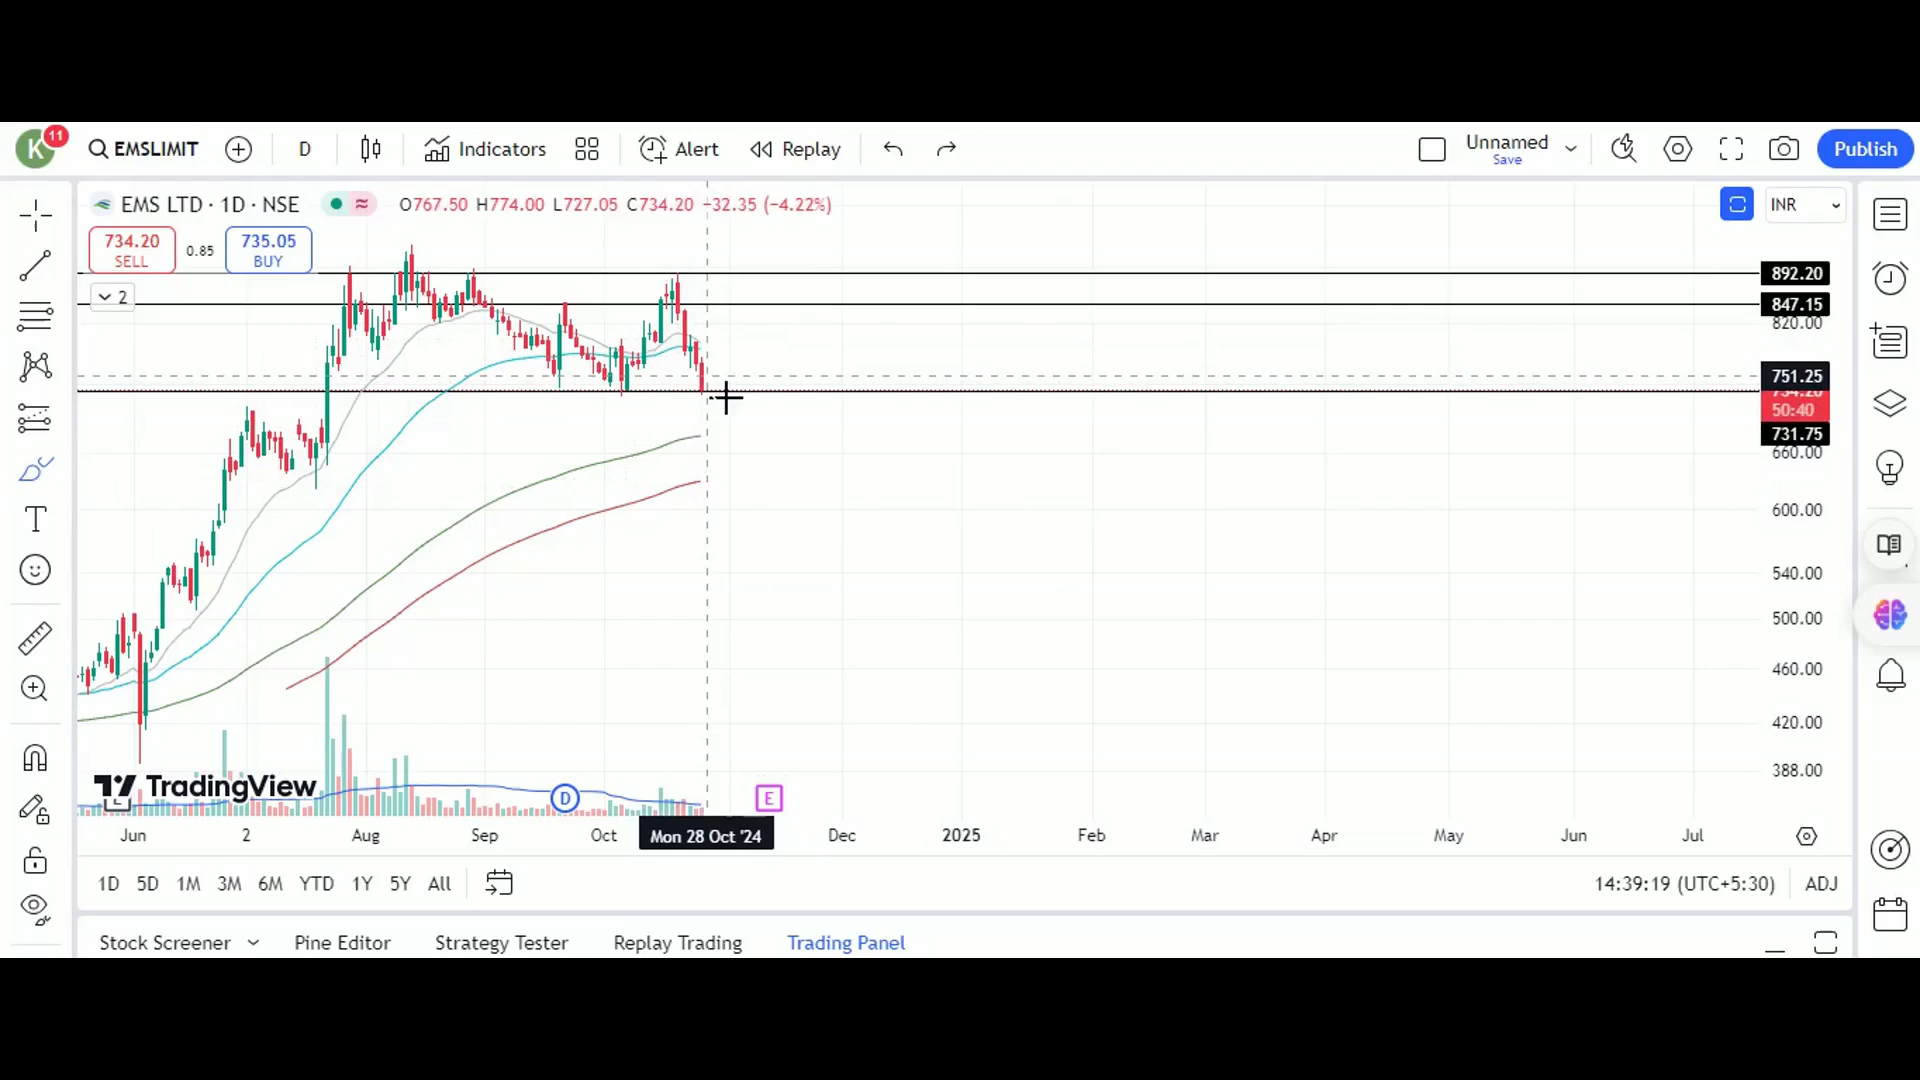 K 11 EMSLIMIT D Indicators Alert Replay Unnamed Save Publish
EMS LTD · 1D · NSE O767.50 H774.00 L727.05 C734.20 −32.35 (−4.22%) INR
734.20 SELL 0.85 735.05 BUY
2
892.20
847.15
820.00
751.25
734.20
50:40
731.75
660.00
600.00
540.00
500.00
460.00
420.00
388.00
TradingView
D E
Jun 2 Aug Sep Oct Mon 28 Oct '24 Dec 2025 Feb Mar Apr May Jun Jul
1D 5D 1M 3M 6M YTD 1Y 5Y All 14:39:19 (UTC+5:30) ADJ
Stock Screener Pine Editor Strategy Tester Replay Trading Trading Panel